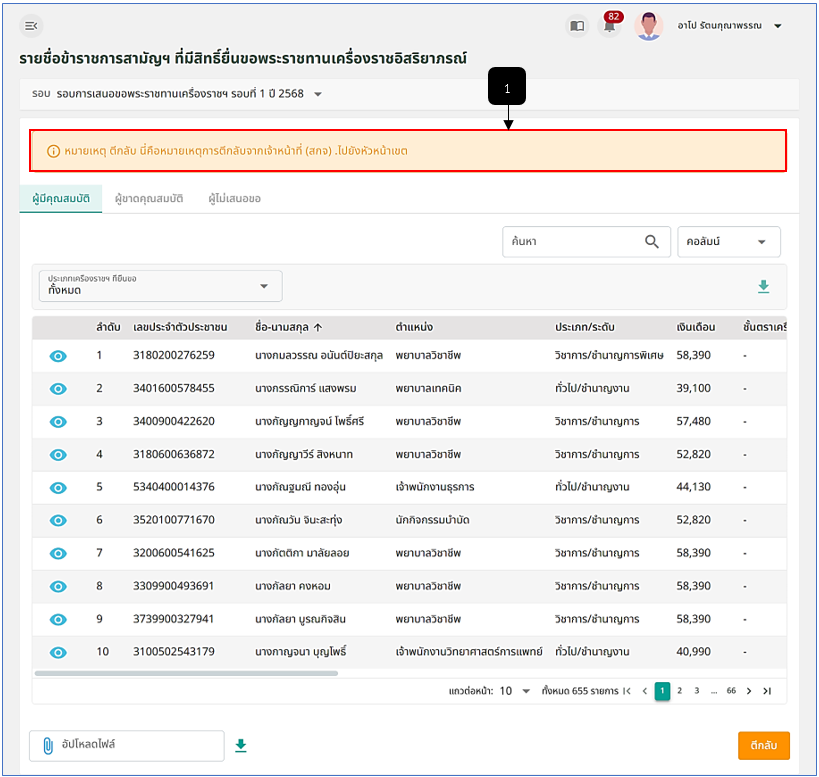 82
อาโป รัตนกุณาพรรณ
รายชื่อข้าราชการสามัญฯ ที่มีสิทธิ์ยื่นขอพระราชทานเครื่องราชอิสริยาภรณ์
รอบ รอบการเสนอขอพระราชทานเครื่องราชฯ รอบที่ 1 ปี 2568
1
หมายเหตุ ตีกลับ นี่คือหมายเหตุการตีกลับจากเจ้าหน้าที่ (สกจ) .ไปยังหัวหน้าเขต
ผู้มีคุณสมบัติ ผู้ขาดคุณสมบัติ ผู้ไม่เสนอขอ
ค้นหา คอลัมน์
ประเภทเครื่องราชฯ ที่ยื่นขอ
ทั้งหมด
ลำดับ เลขประจำตัวประชาชน ชื่อ-นามสกุล ตำแหน่ง ประเภท/ระดับ เงินเดือน ชั้นตราเครื่
1 3180200276259 นางกมลวรรณ อนันต์ปิยะสกุล พยาบาลวิชาชีพ วิชาการ/ชำนาญการพิเศษ 58,390 -
2 3401600578455 นางกรรณิการ์ แสงพรม พยาบาลเทคนิค ทั่วไป/ชำนาญงาน 39,100 -
3 3400900422620 นางกัญญกาญจน์ โพธิ์ศรี พยาบาลวิชาชีพ วิชาการ/ชำนาญการ 57,480 -
4 3180600636872 นางกัญญาวีร์ สิงหนาท พยาบาลวิชาชีพ วิชาการ/ชำนาญการ 52,820 -
5 5340400014376 นางกัณฐมณี ทองอุ่น เจ้าพนักงานธุรการ ทั่วไป/ชำนาญงาน 44,130 -
6 3520100771670 นางกัณวัน จินะสะทุ่ง นักกิจกรรมบำบัด วิชาการ/ชำนาญการ 52,820 -
7 3200600541625 นางกัตติกา มาลัยลอย พยาบาลวิชาชีพ วิชาการ/ชำนาญการ 58,390 -
8 3309900493691 นางกัลยา คงหอม พยาบาลวิชาชีพ วิชาการ/ชำนาญการ 58,390 -
9 3739900327941 นางกัลยา บูรณกิจสิน พยาบาลวิชาชีพ วิชาการ/ชำนาญการ 58,390 -
10 3100502543179 นางกาญจนา บุญโพธิ์ เจ้าพนักงานวิทยาศาสตร์การแพทย์ ทั่วไป/ชำนาญงาน 40,990 -
แถวต่อหน้า: 10 ทั้งหมด 655 รายการ 1 2 3 ... 66
อัปโหลดไฟล์ ตีกลับ